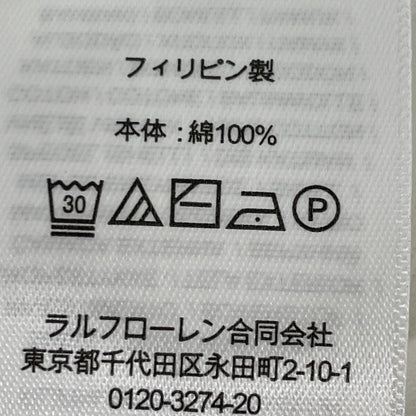 フィリピン製
本体：綿100%
30 P
ラルフローレン合同会社
東京都千代田区永田町2-10-1
0120-3274-20